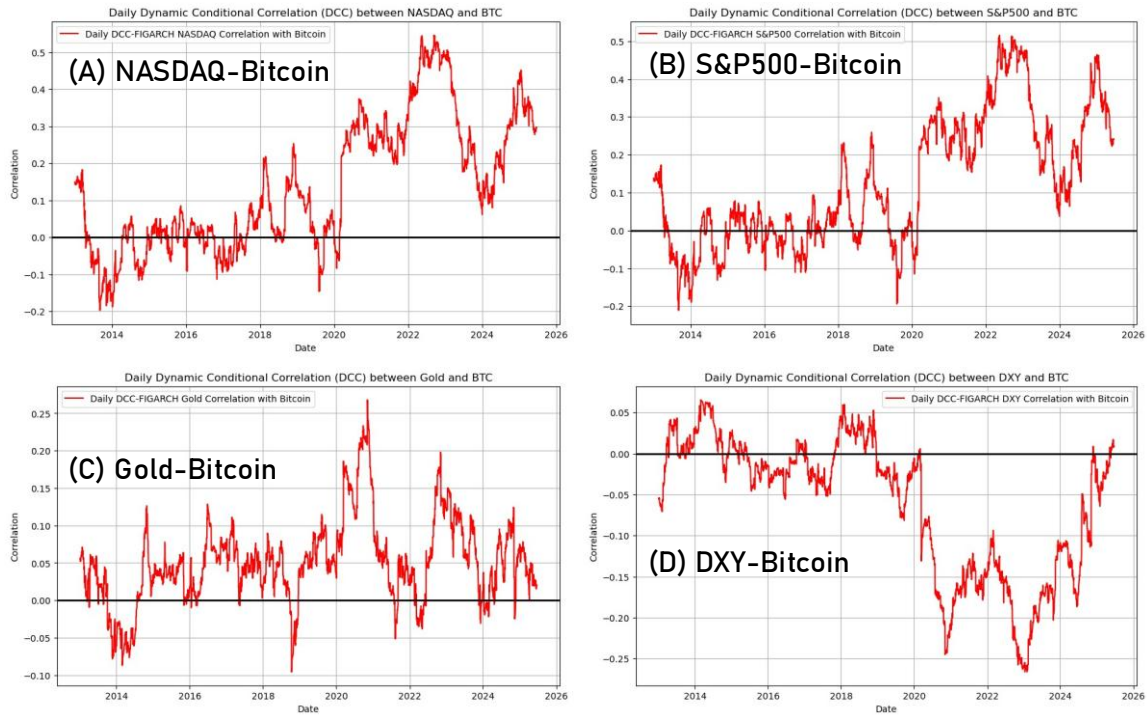 Daily Dynamic Conditional Correlation (DCC) between NASDAQ and BTC
Daily DCC-FIGARCH NASDAQ Correlation with Bitcoin
(A) NASDAQ-Bitcoin
Correlation
0.5
0.4
0.3
0.2
0.1
0.0
−0.1
−0.2
2014 2016 2018 2020 2022 2024 2026
Date
Daily Dynamic Conditional Correlation (DCC) between S&P500 and BTC
Daily DCC-FIGARCH S&P500 Correlation with Bitcoin
(B) S&P500-Bitcoin
Correlation
0.5
0.4
0.3
0.2
0.1
0.0
−0.1
−0.2
2014 2016 2018 2020 2022 2024 2026
Date
Daily Dynamic Conditional Correlation (DCC) between Gold and BTC
Daily DCC-FIGARCH Gold Correlation with Bitcoin
(C) Gold-Bitcoin
Correlation
0.25
0.20
0.15
0.10
0.05
0.00
−0.05
−0.10
2014 2016 2018 2020 2022 2024 2026
Date
Daily Dynamic Conditional Correlation (DCC) between DXY and BTC
Daily DCC-FIGARCH DXY Correlation with Bitcoin
(D) DXY-Bitcoin
Correlation
0.05
0.00
−0.05
−0.10
−0.15
−0.20
−0.25
2014 2016 2018 2020 2022 2024 2026
Date